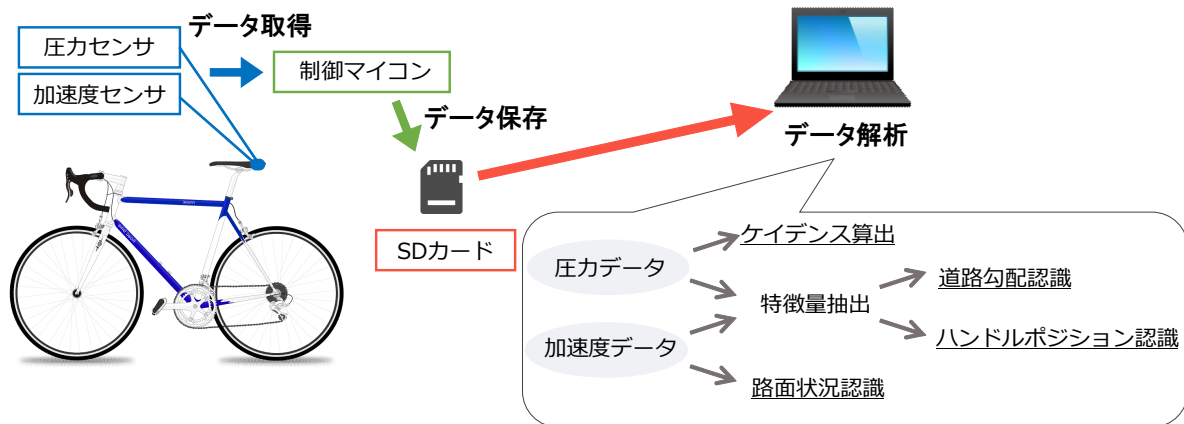 データ取得
圧力センサ
加速度センサ
制御マイコン
データ保存
SDカード
データ解析
圧力データ
加速度データ
ケイデンス算出
特徴量抽出
路面状況認識
道路勾配認識
ハンドルポジション認識